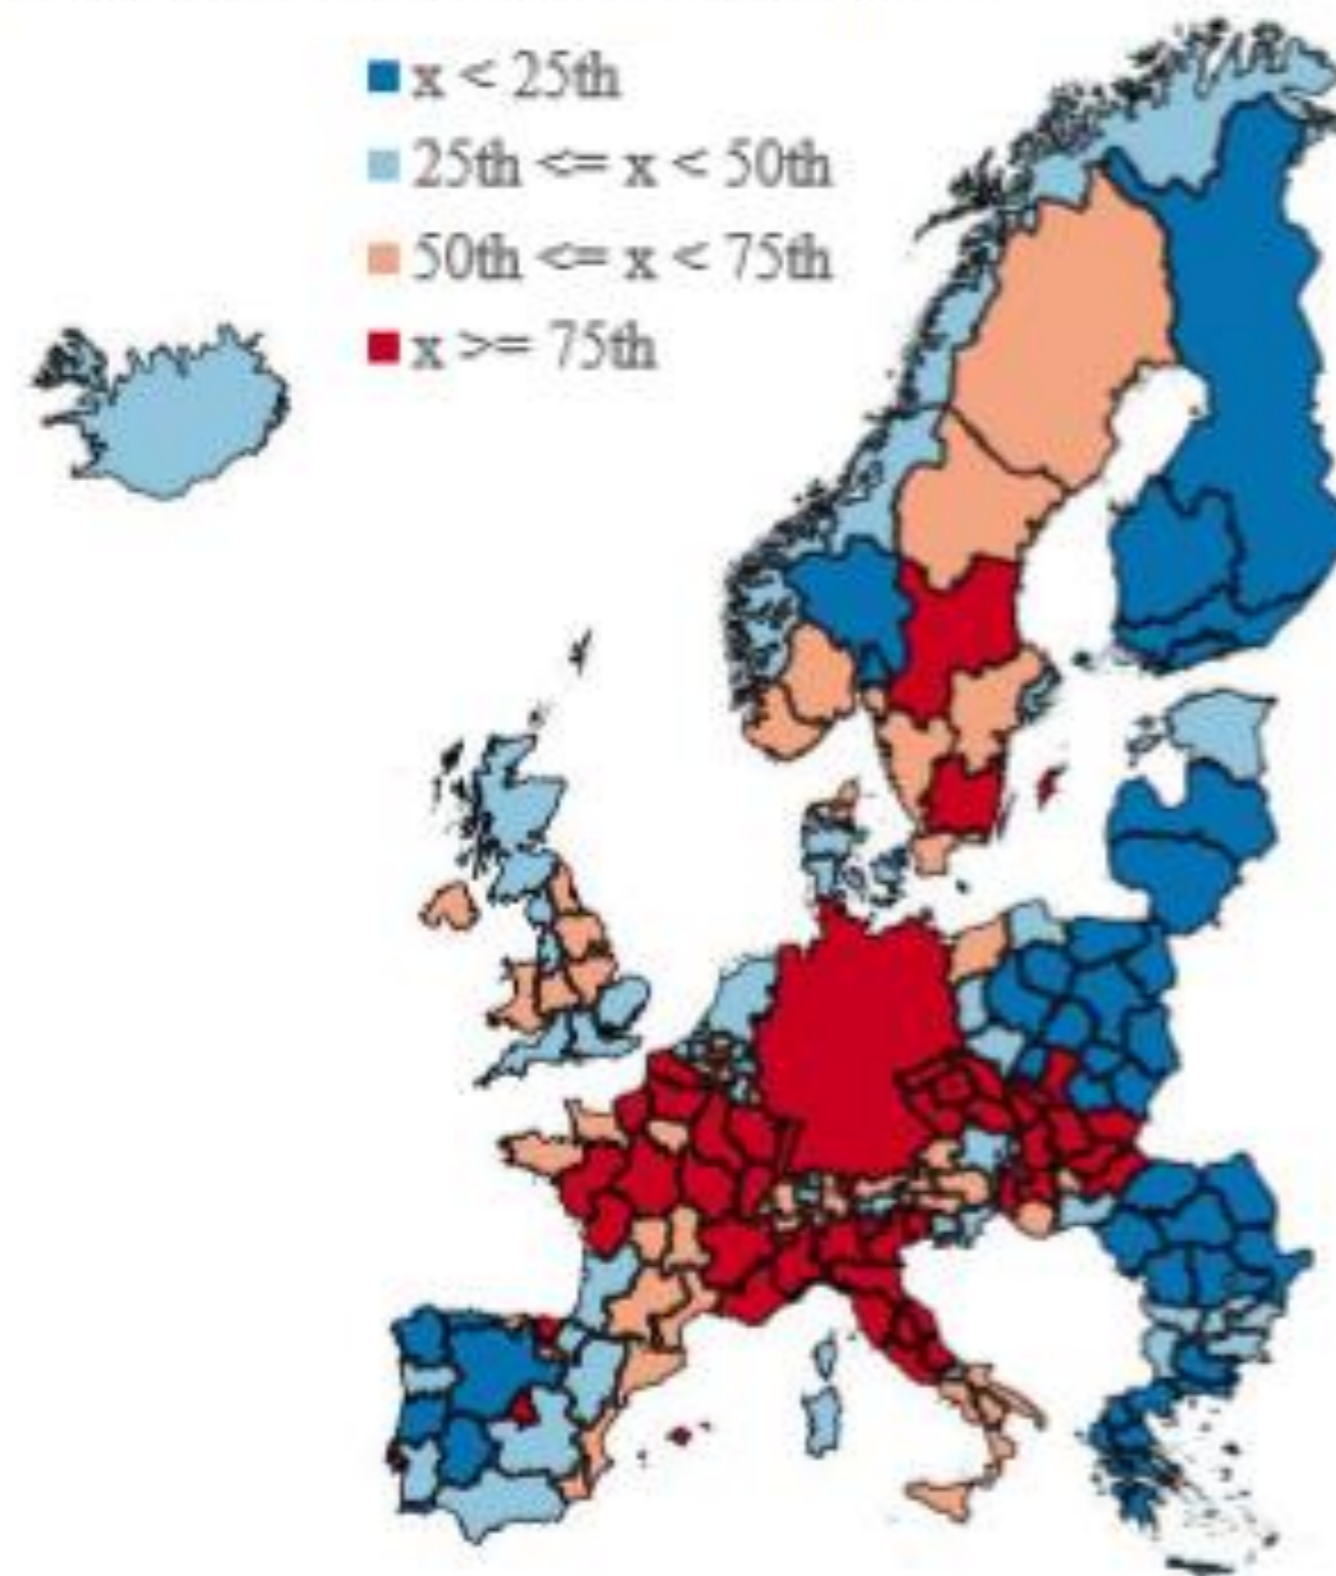 x < 25th
25th <= x < 50th
50th <= x < 75th
x >= 75th